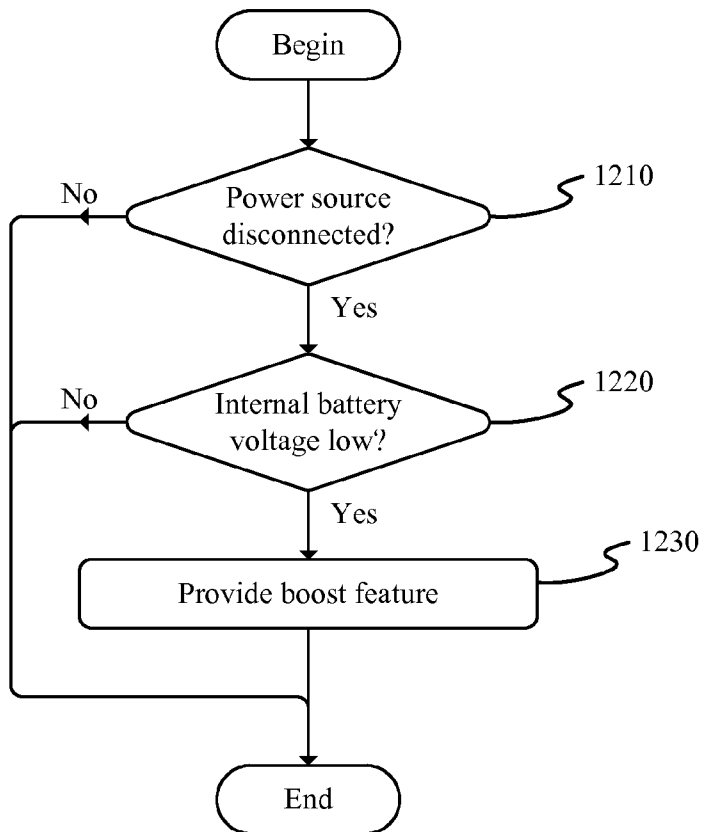 Begin
No
Power source
disconnected?
1210
Yes
No
Internal battery
voltage low?
1220
Yes
Provide boost feature
1230
End